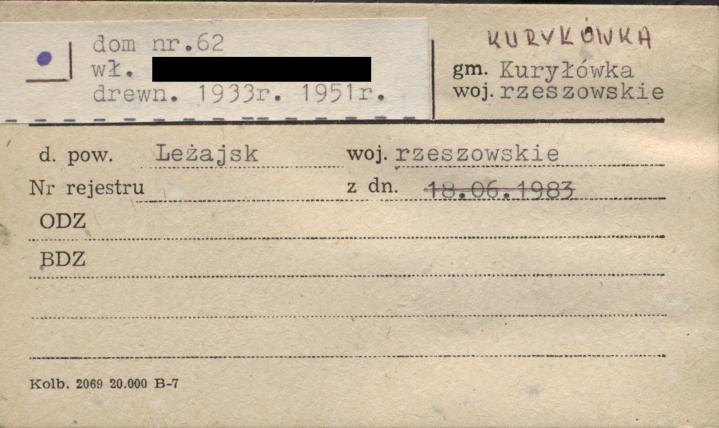 dom nr.62
wł.
drewn. 1933r. 1951r.
KURYŁÓWKA
gm. Kuryłówka
woj. rzeszowskie
d. pow. Leżajsk woj. rzeszowskie
Nr rejestru z dn. 18.06.1983
ODZ
BDZ
Kolb. 2069 20.000 B-7